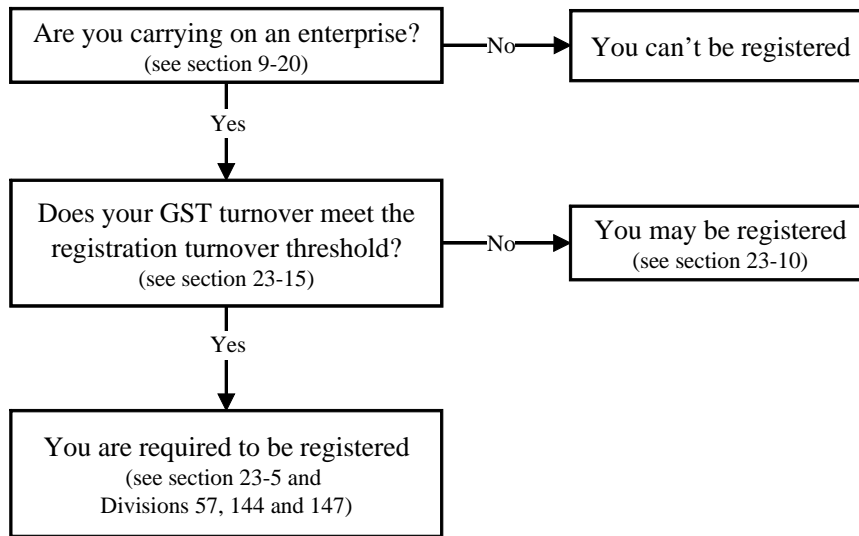 Are you carrying on an enterprise?
(see section 9-20)
No
You can’t be registered
Yes
Does your GST turnover meet the
registration turnover threshold?
(see section 23-15)
No
You may be registered
(see section 23-10)
Yes
You are required to be registered
(see section 23-5 and
Divisions 57, 144 and 147)